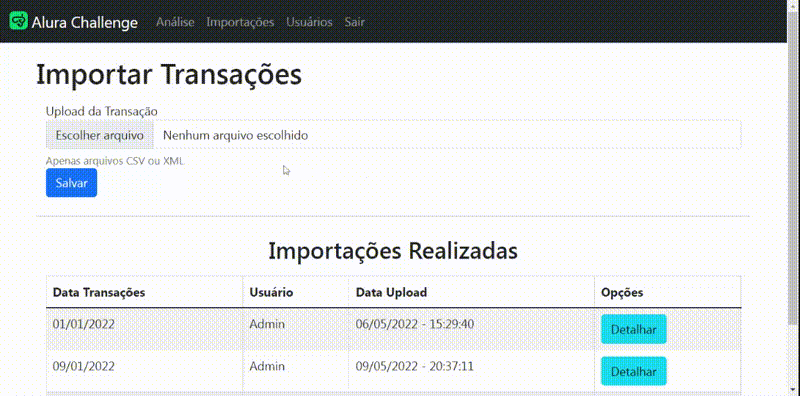 Alura Challenge Análise Importações Usuários Sair
Importar Transações
Upload da Transação
Escolher arquivo Nenhum arquivo escolhido
Apenas arquivos CSV ou XML
Salvar
Importações Realizadas
Data Transações Usuário Data Upload Opções
01/01/2022 Admin 06/05/2022 - 15:29:40 Detalhar
09/01/2022 Admin 09/05/2022 - 20:37:11 Detalhar